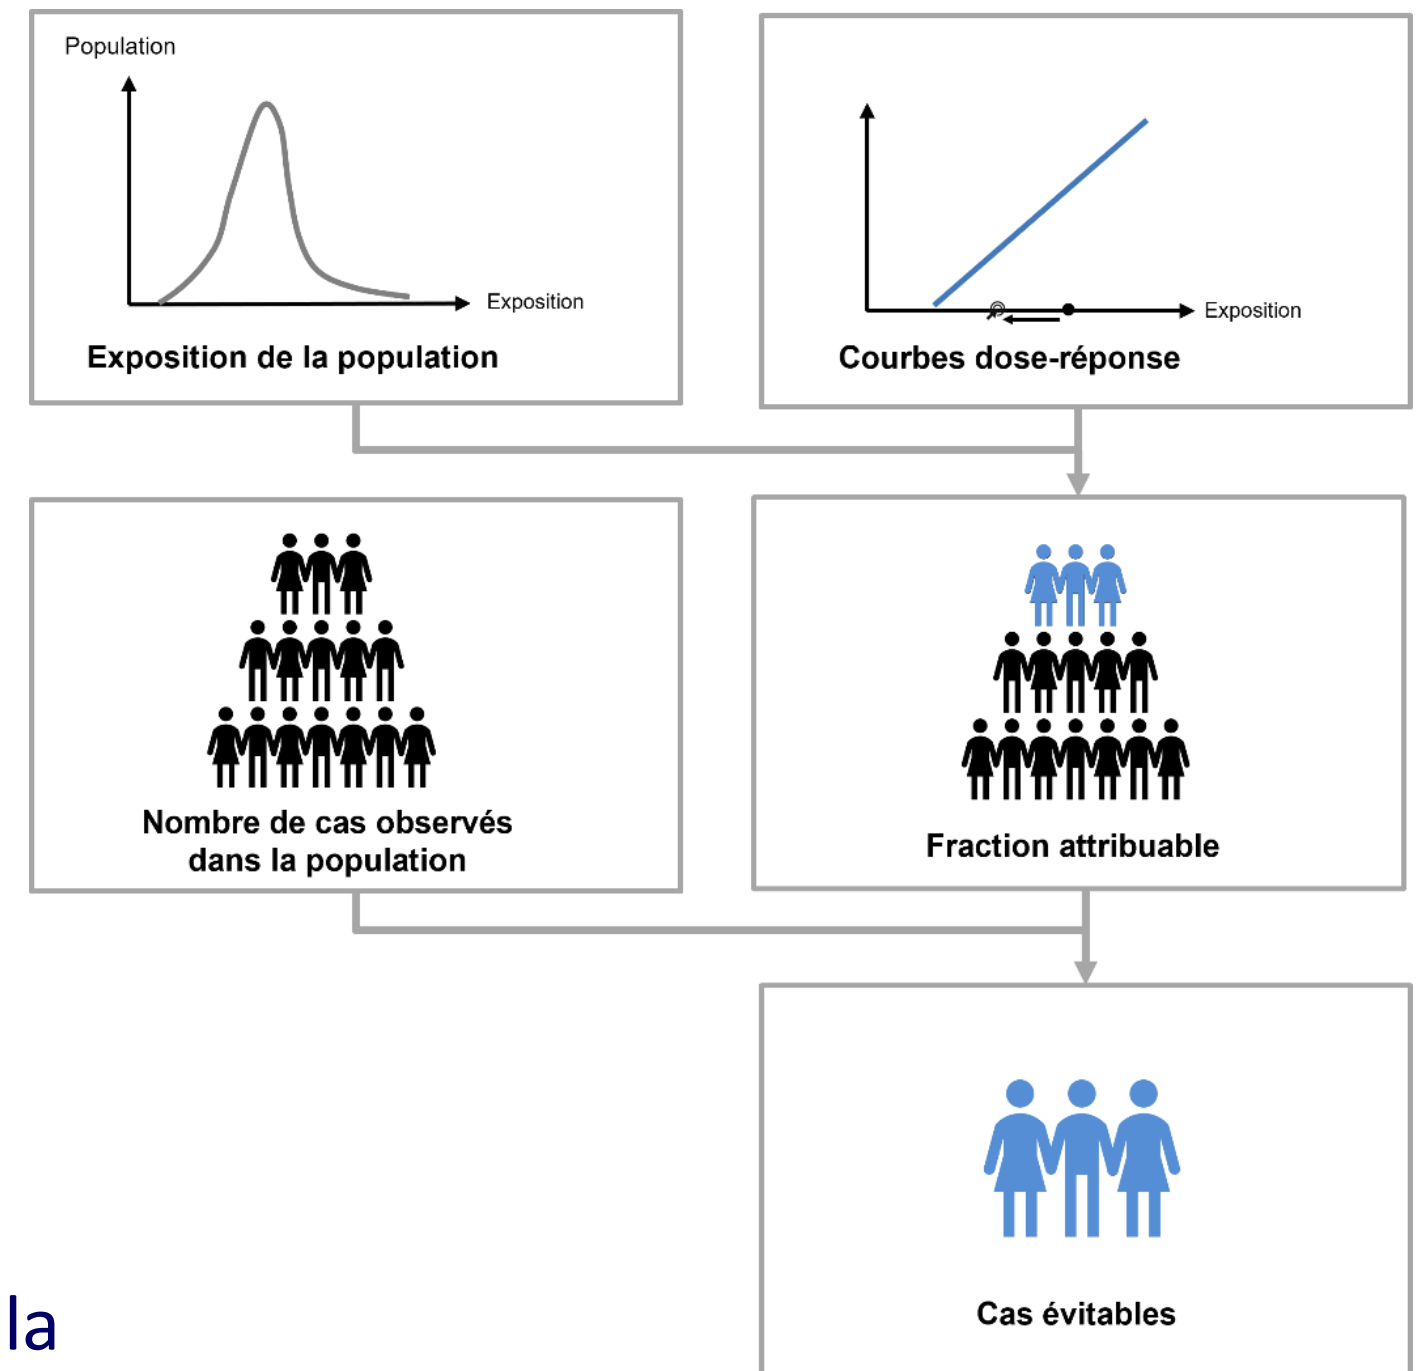 Population
Exposition
Exposition de la population
Exposition
Courbes dose-réponse
Nombre de cas observés
dans la population
Fraction attribuable
Cas évitables
la